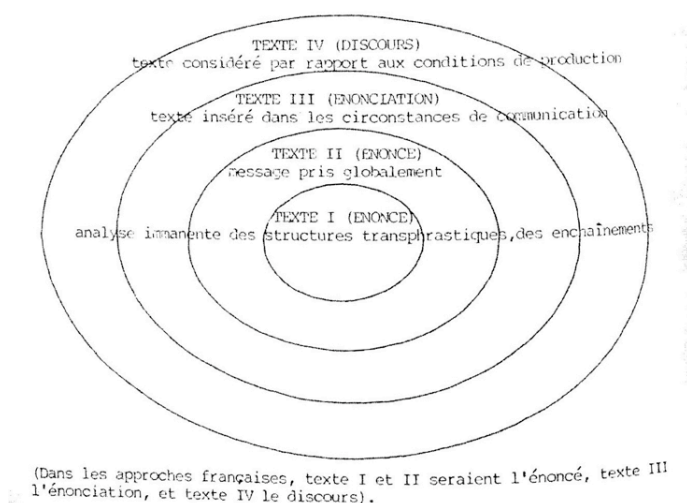 TEXTE IV (DISCOURS)
texte considéré par rapport aux conditions de production
TEXTE III (ENONCIATION)
texte inséré dans les circonstances de communication
TEXTE II (ENONCE)
message pris globalement
TEXTE I (ENONCE)
analyse immanente des structures transphrastiques,des enchaînements
(Dans les approches françaises, texte I et II seraient l'énoncé, texte III
l'énonciation, et texte IV le discours).